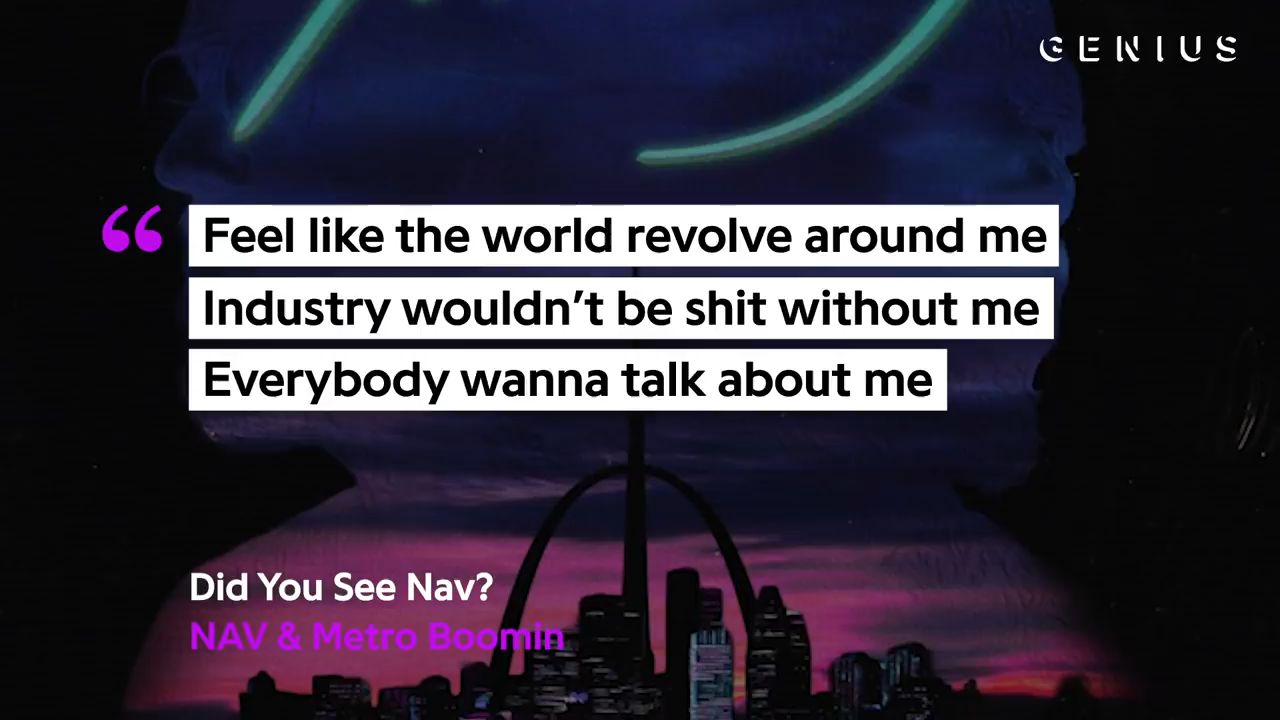 GENIUS
“
Feel like the world revolve around me
Industry wouldn’t be shit without me
Everybody wanna talk about me
Did You See Nav?
NAV & Metro Boomin